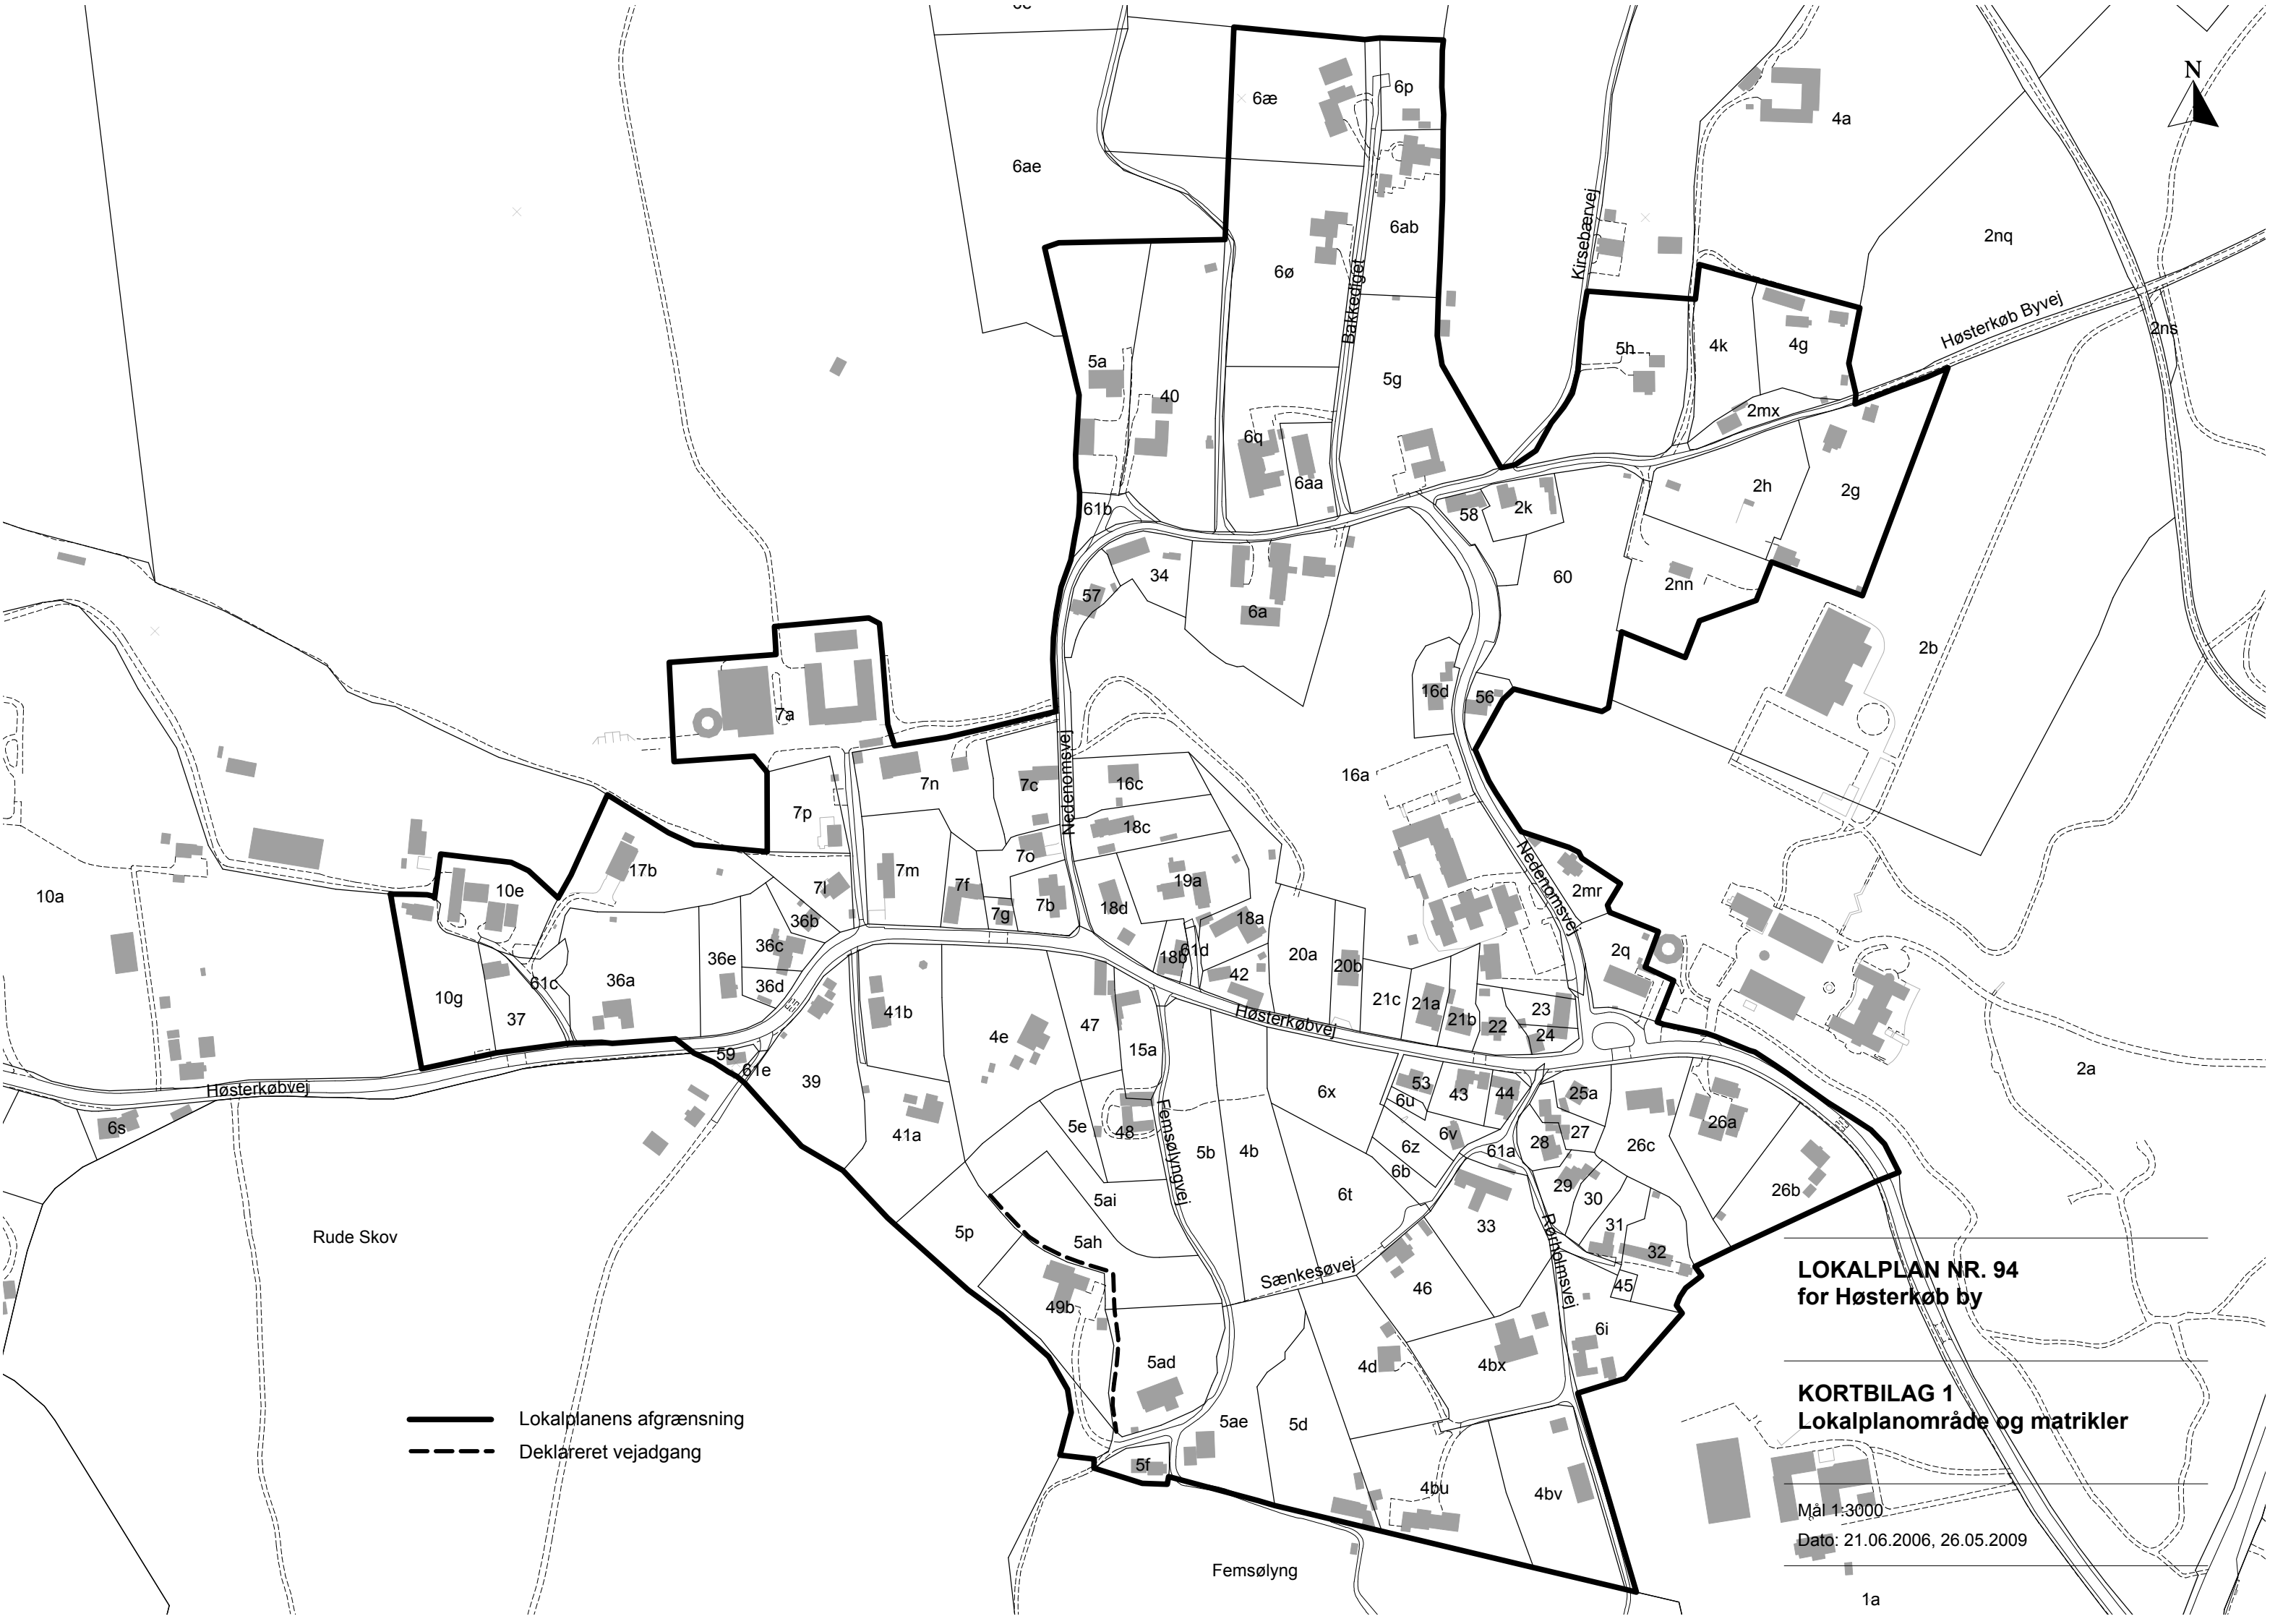 6æ
6p
N
4a
6ae
6ab
2nq
Kirsebærvej
6ø
Bakkediget
Høsterkøb Byvej
2ns
5h
4k
4g
5a
5g
40
2mx
6q
6aa
2h
2g
61b
58
2k
34
60
57
2nn
6a
2b
16d
56
7a
Nedenomsvej
16a
7n
7c
16c
7p
18c
7o
Nedenomsvej
17b
7m
7l
7f
19a
2mr
10a
10e
7g
7b
18d
18a
36b
36c
36e
18b
61d
20a
20b
2q
36d
42
10g
61c
36a
37
41b
21c
21a
21b
22
23
24
Høsterkøbvej
47
4e
15a
59
61e
39
2a
Høsterkøbvej
6x
53
6u
43
44
25a
26a
6s
41a
5e
48
Femsølyngvej
5b
4b
6v
6z
6b
61a
28
27
26c
29
30
26b
5ai
6t
33
31
Rørholmsvej
Rude Skov
5p
5ah
32
Sænkesøvej
45
46
49b
6i
LOKALPLAN NR. 94
for Høsterkøb by
5ad
4d
4bx
KORTBILAG 1
Lokalplanområde og matrikler
Lokalplanens afgrænsning
Deklareret vejadgang
5ae
5d
5f
4bu
4bv
Mål 1:3000
Dato: 21.06.2006, 26.05.2009
Femsølyng
1a